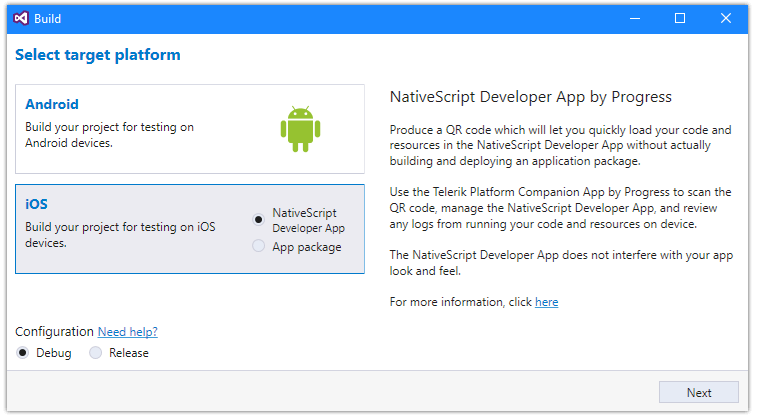 Build
Select target platform
Android
Build your project for testing on
Android devices.
iOS
Build your project for testing on iOS
devices.
NativeScript
Developer App
App package
Configuration Need help?
Debug Release
NativeScript Developer App by Progress
Produce a QR code which will let you quickly load your code and
resources in the NativeScript Developer App without actually
building and deploying an application package.
Use the Telerik Platform Companion App by Progress to scan the
QR code, manage the NativeScript Developer App, and review
any logs from running your code and resources on device.
The NativeScript Developer App does not interfere with your app
look and feel.
For more information, click here
Next